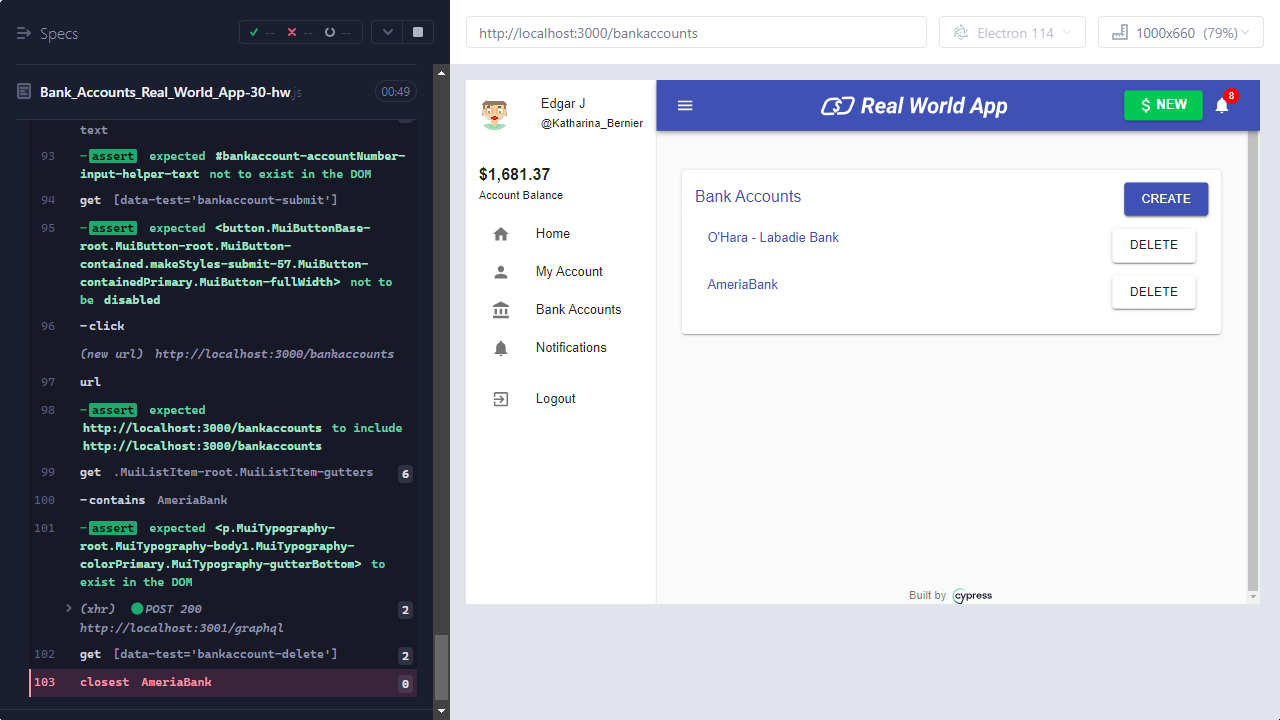 Specs
-- -- --
Bank_Accounts_Real_World_App-30-hw.js
00:49
text
93 -assert expected #bankaccount-accountNumber-
input-helper-text not to exist in the DOM
94 get [data-test='bankaccount-submit']
95 -assert expected <button.MuiButtonBase-
root.MuiButton-root.MuiButton-
contained.makeStyles-submit-57.MuiButton-
containedPrimary.MuiButton-fullWidth> not to
be disabled
96 -click
(new url) http://localhost:3000/bankaccounts
97 url
98 -assert expected
http://localhost:3000/bankaccounts to include
http://localhost:3000/bankaccounts
99 get .MuiListItem-root.MuiListItem-gutters 6
100 -contains AmeriaBank
101 -assert expected <p.MuiTypography-
root.MuiTypography-body1.MuiTypography-
colorPrimary.MuiTypography-gutterBottom> to
exist in the DOM
(xhr) POST 200 2
http://localhost:3001/graphql
102 get [data-test='bankaccount-delete'] 2
103 closest AmeriaBank 0
http://localhost:3000/bankaccounts
Electron 114
1000x660 (79%)
Edgar J
@Katharina_Bernier
$1,681.37
Account Balance
Home
My Account
Bank Accounts
Notifications
Logout
Real World App
$ NEW
8
Bank Accounts
CREATE
O'Hara - Labadie Bank
DELETE
AmeriaBank
DELETE
Built by cypress